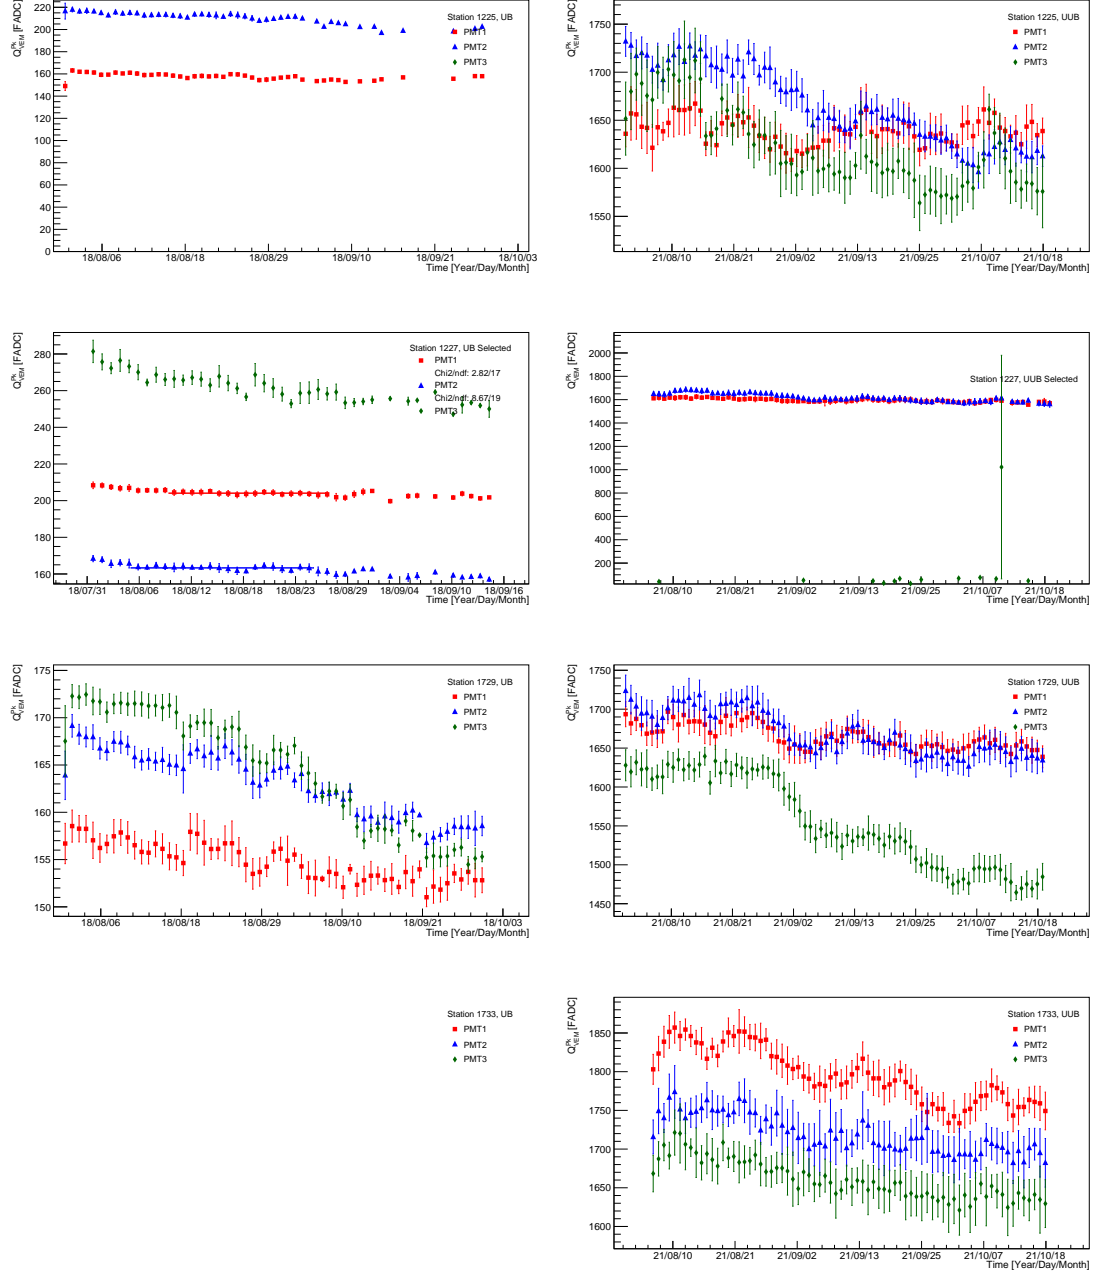 Q^Pk_VEM [FADC]
Station 1225, UB
PMT1
PMT2
PMT3
220
200
180
160
140
120
100
80
60
40
20
0
18/08/06 18/08/18 18/08/29 18/09/10 18/09/21 18/10/03
Time [Year/Day/Month]
Q^Pk_VEM [FADC]
Station 1225, UUB
PMT1
PMT2
PMT3
1750
1700
1650
1600
1550
21/08/10 21/08/21 21/09/02 21/09/13 21/09/25 21/10/07 21/10/18
Time [Year/Day/Month]
Q^Pk_VEM [FADC]
Station 1227, UB Selected
PMT1
Chi2/ndf: 2.82/17
PMT2
Chi2/ndf: 8.67/19
PMT3
280
260
240
220
200
180
160
18/07/31 18/08/06 18/08/12 18/08/18 18/08/23 18/08/29 18/09/04 18/09/10 18/09/16
Time [Year/Day/Month]
Q^Pk_VEM [FADC]
Station 1227, UUB Selected
2000
1800
1600
1400
1200
1000
800
600
400
200
21/08/10 21/08/21 21/09/02 21/09/13 21/09/25 21/10/07 21/10/18
Time [Year/Day/Month]
Q^Pk_VEM [FADC]
Station 1729, UB
PMT1
PMT2
PMT3
175
170
165
160
155
150
18/08/06 18/08/18 18/08/29 18/09/10 18/09/21 18/10/03
Time [Year/Day/Month]
Q^Pk_VEM [FADC]
Station 1729, UUB
PMT1
PMT2
PMT3
1750
1700
1650
1600
1550
1500
1450
21/08/10 21/08/21 21/09/02 21/09/13 21/09/25 21/10/07 21/10/18
Time [Year/Day/Month]
Station 1733, UB
PMT1
PMT2
PMT3
Q^Pk_VEM [FADC]
Station 1733, UUB
PMT1
PMT2
PMT3
1850
1800
1750
1700
1650
1600
21/08/10 21/08/21 21/09/02 21/09/13 21/09/25 21/10/07 21/10/18
Time [Year/Day/Month]